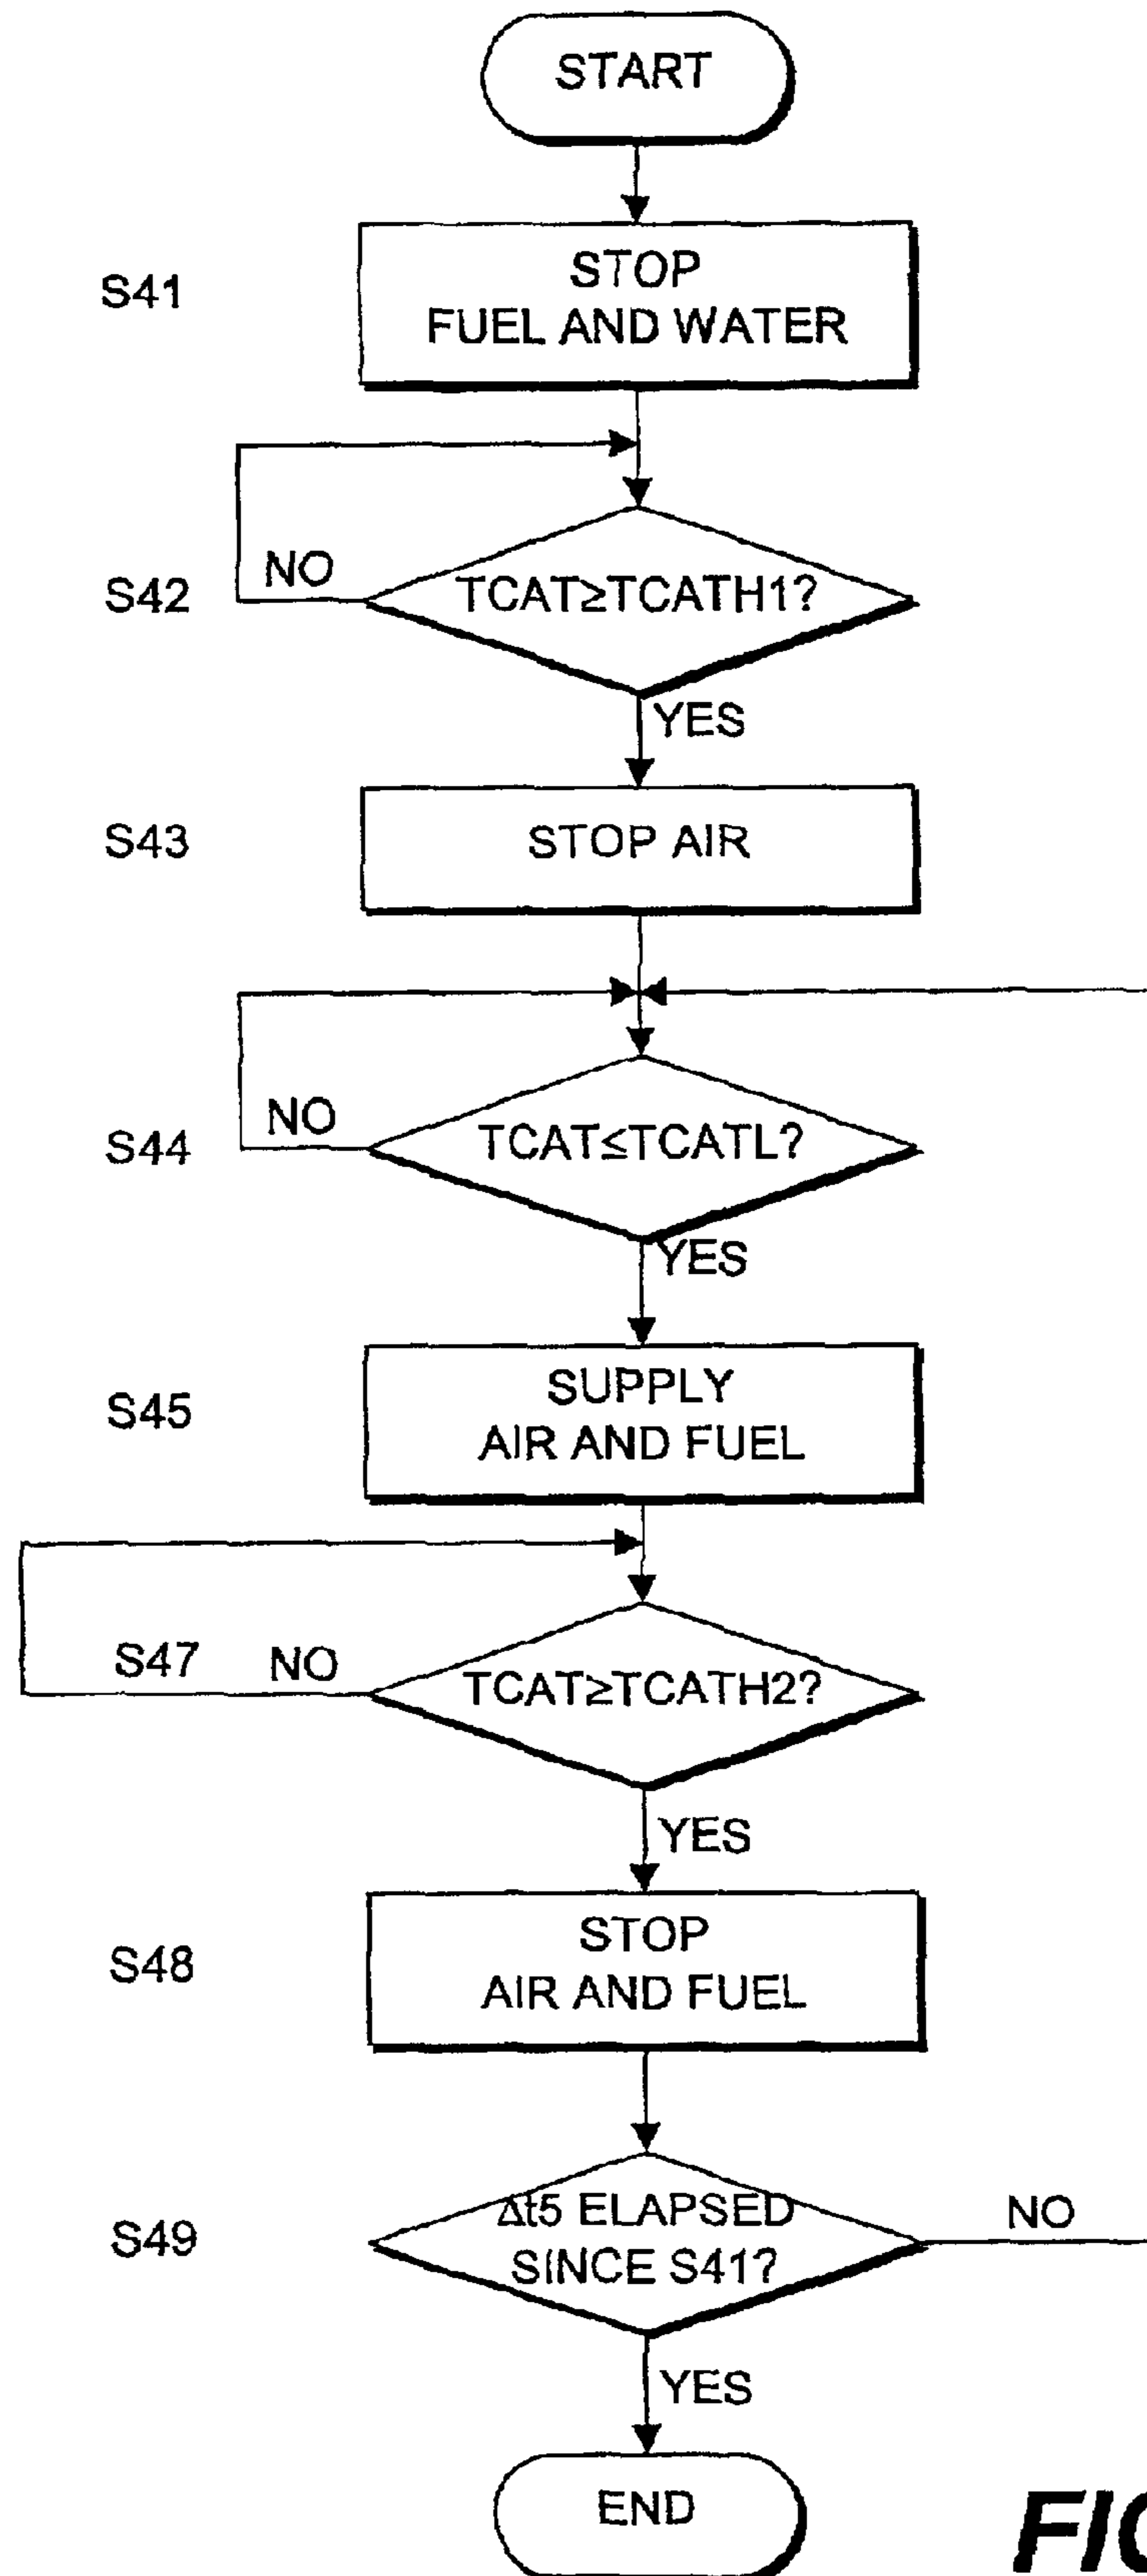 START
S41
STOP
FUEL AND WATER
S42
NO
TCAT≥TCATH1?
YES
S43
STOP AIR
S44
NO
TCAT≤TCATL?
YES
S45
SUPPLY
AIR AND FUEL
S47
NO
TCAT≥TCATH2?
YES
S48
STOP
AIR AND FUEL
S49
Δt5 ELAPSED
SINCE S41?
NO
YES
END